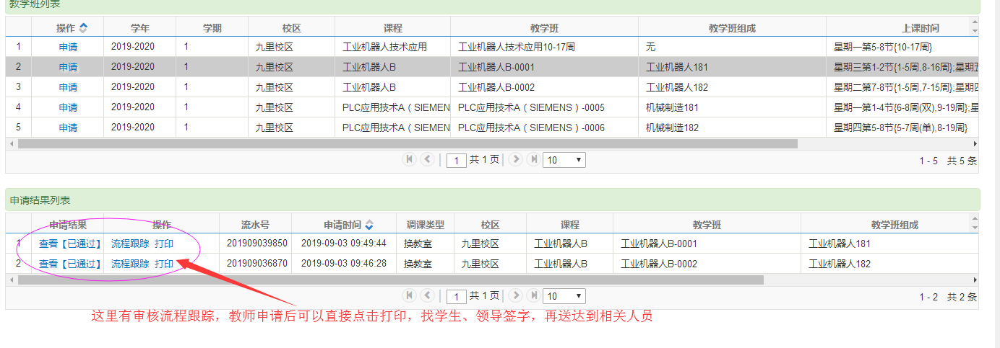 教学班列表
操作 学年 学期 校区 课程 教学班 教学班组成 上课时间
1 申请 2019-2020 1 九里校区 工业机器人技术应用 工业机器人技术应用10-17周 无 星期一第5-8节{10-17周}
2 申请 2019-2020 1 九里校区 工业机器人B 工业机器人B-0001 工业机器人181 星期三第1-2节{1-5周,8-16周};星期五
3 申请 2019-2020 1 九里校区 工业机器人B 工业机器人B-0002 工业机器人182 星期二第7-8节{1-5周,7-15周};星期四
4 申请 2019-2020 1 九里校区 PLC应用技术A（SIEMEN PLC应用技术A（SIEMENS）-0005 机械制造181 星期一第1-4节{6-8周(双),9-19周};星
5 申请 2019-2020 1 九里校区 PLC应用技术A（SIEMEN PLC应用技术A（SIEMENS）-0006 机械制造182 星期四第5-8节{5-7周(单),8-19周}
1 共 1 页 10 1 - 5 共 5 条
申请结果列表
申请结果 操作 流水号 申请时间 调课类型 校区 课程 教学班 教学班组成
1 查看【已通过】 流程跟踪 打印 201909039850 2019-09-03 09:49:44 换教室 九里校区 工业机器人B 工业机器人B-0001 工业机器人181
2 查看【已通过】 流程跟踪 打印 201909036870 2019-09-03 09:46:28 换教室 九里校区 工业机器人B 工业机器人B-0002 工业机器人182
1 共 1 页 10 1 - 2 共 2 条
这里有审核流程跟踪，教师申请后可以直接点击打印，找学生、领导签字，再送达到相关人员